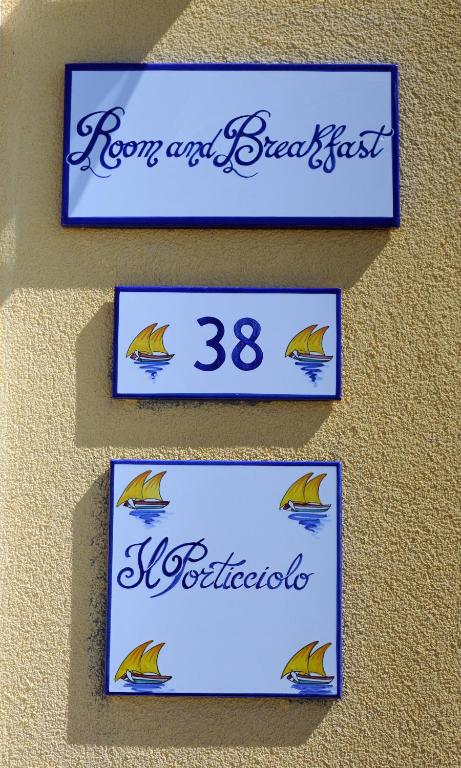 Room and Breakfast
38
Il Porticciolo